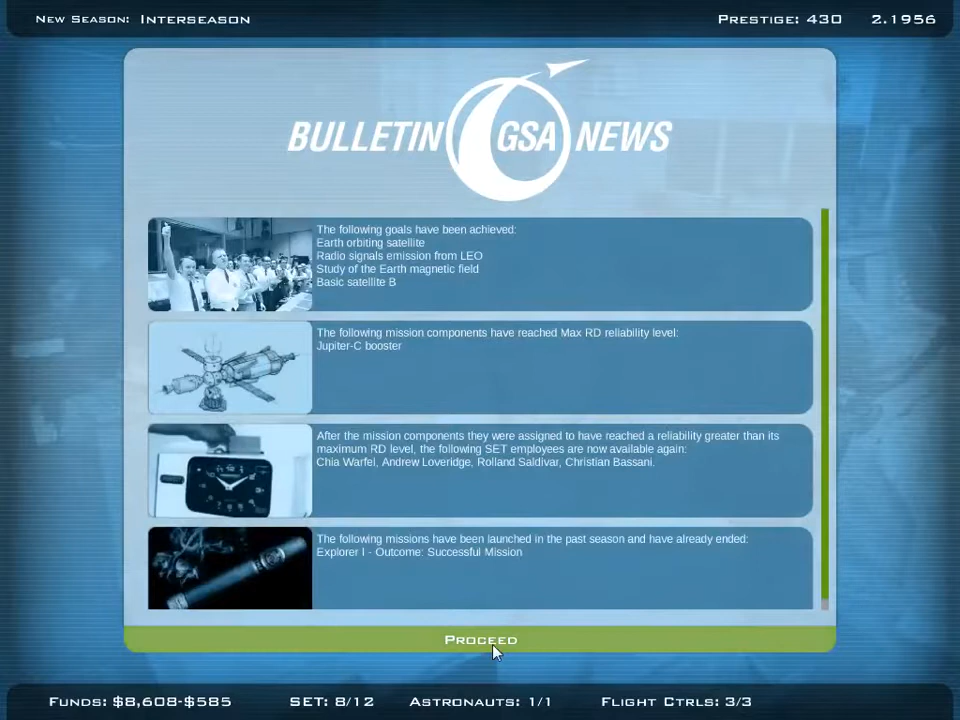 New Season: Interseason
Prestige: 430 2.1956
BULLETIN GSA NEWS
The following goals have been achieved:
Earth orbiting satellite
Radio signals emission from LEO
Study of the Earth magnetic field
Basic satellite B
The following mission components have reached Max RD reliability level:
Jupiter-C booster
After the mission components they were assigned to have reached a reliability greater than its
maximum RD level, the following SET employees are now available again:
Chia Warfel, Andrew Loveridge, Rolland Saldivar, Christian Bassani.
The following missions have been launched in the past season and have already ended:
Explorer I - Outcome: Successful Mission
Proceed
Funds: $8,608-$585 SET: 8/12 Astronauts: 1/1 Flight Ctrls: 3/3